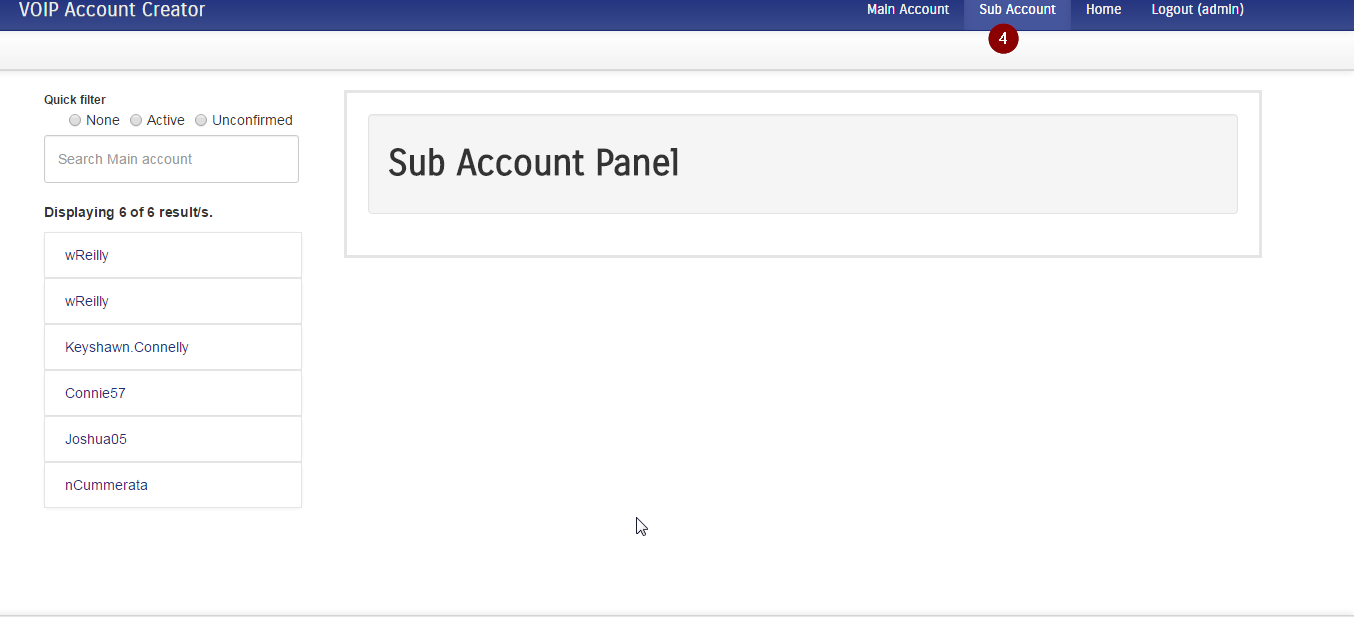 VOIP Account Creator
Main Account Sub Account Home Logout (admin)
4
Quick filter
None Active Unconfirmed
Search Main account
Displaying 6 of 6 result/s.
wReilly
wReilly
Keyshawn.Connelly
Connie57
Joshua05
nCummerata
Sub Account Panel